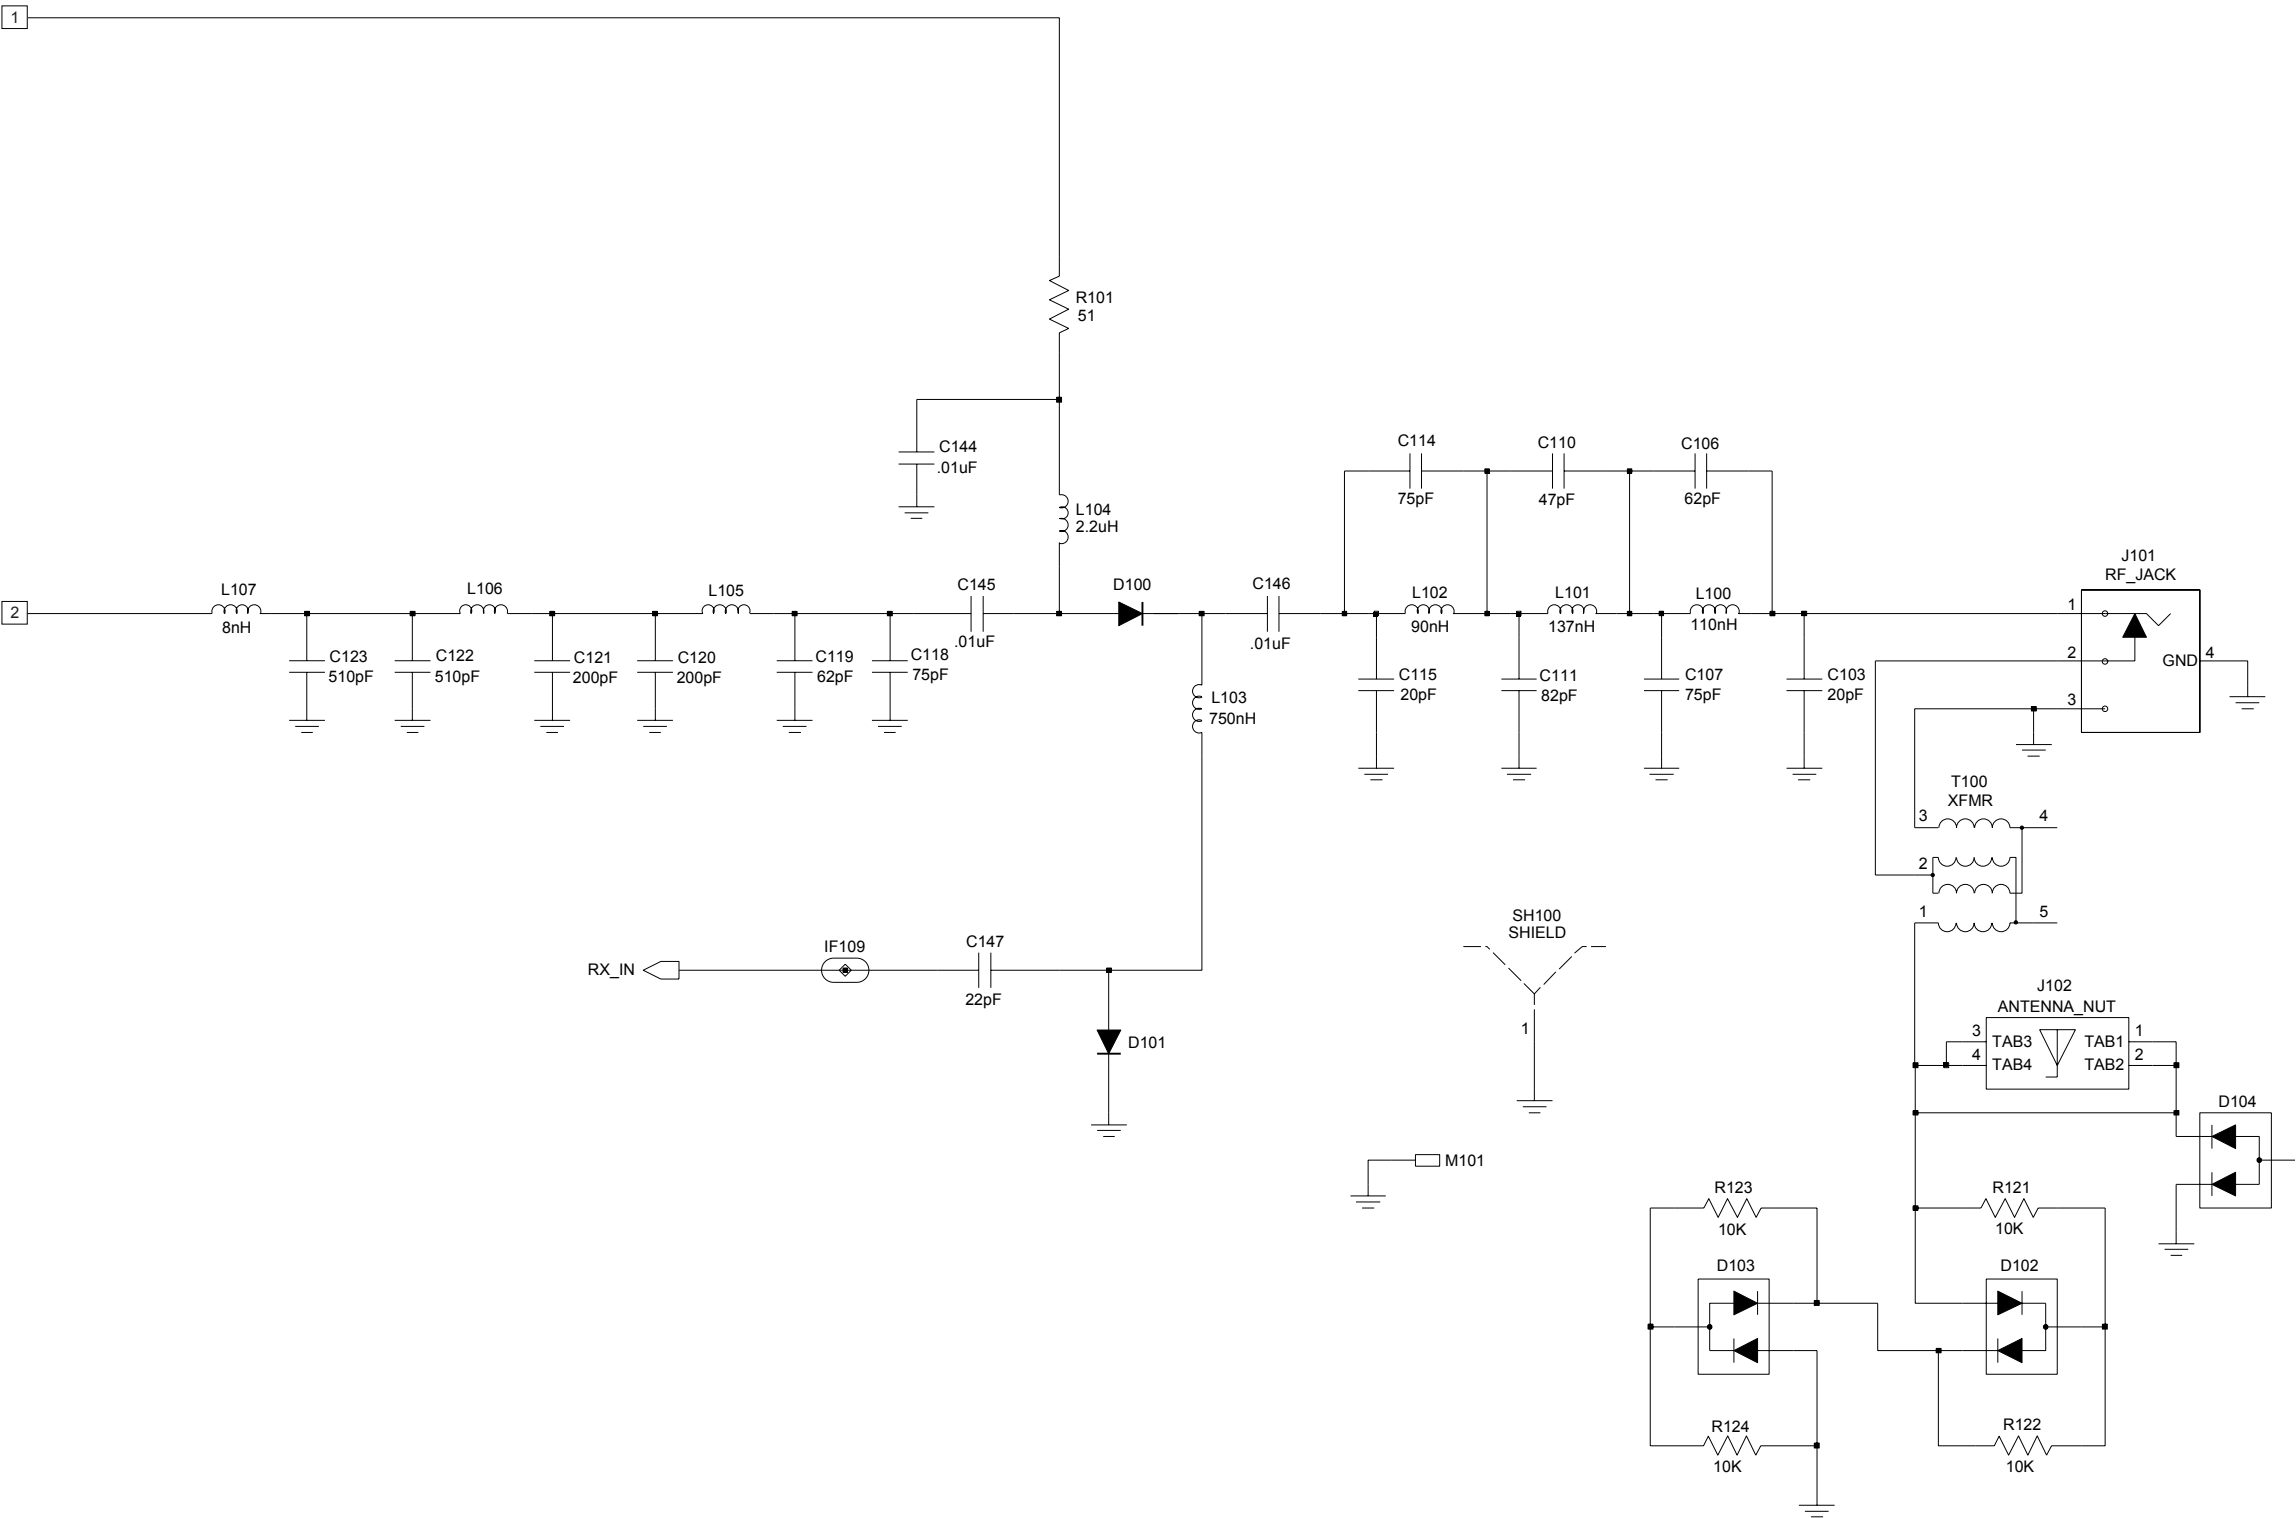 1
R101
51
C144
.01uF
L104
2.2uH
C114
75pF
C110
47pF
C106
62pF
2
L107
8nH
L106
L105
C145
.01uF
D100
C146
.01uF
L102
90nH
L101
137nH
L100
110nH
J101
RF_JACK
1
2
3
GND
4
C123
510pF
C122
510pF
C121
200pF
C120
200pF
C119
62pF
C118
75pF
L103
750nH
C115
20pF
C111
82pF
C107
75pF
C103
20pF
T100
XFMR
3
4
2
1
5
RX_IN
IF109
C147
22pF
D101
SH100
SHIELD
1
M101
J102
ANTENNA_NUT
3
TAB3
TAB1
1
4
TAB4
TAB2
2
D104
R123
10K
R121
10K
D103
D102
R124
10K
R122
10K